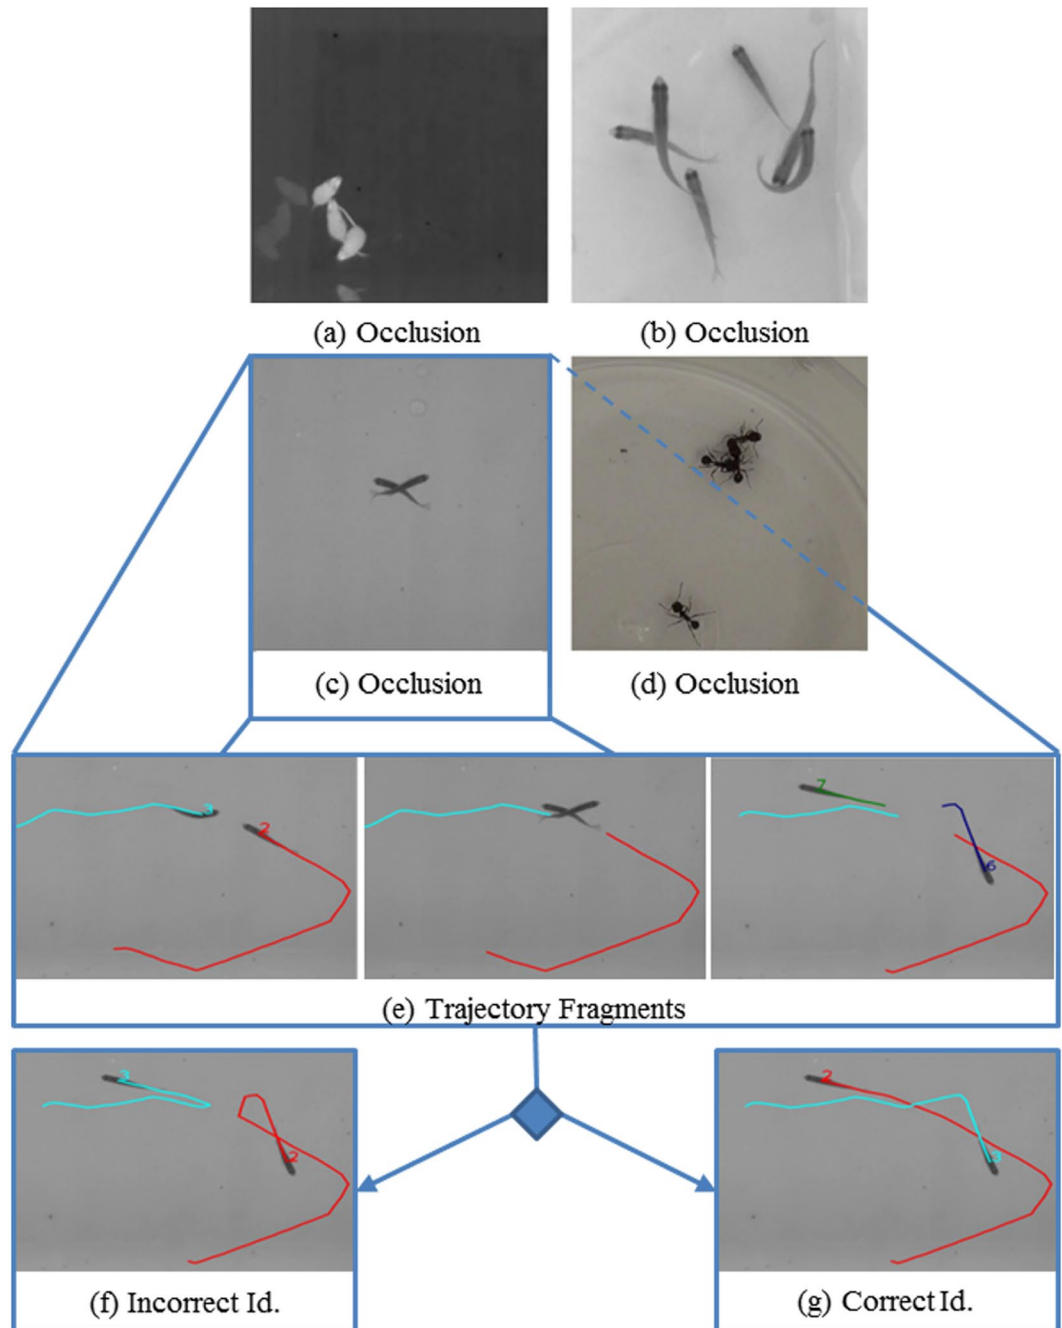 (a) Occlusion
(b) Occlusion
(c) Occlusion
(d) Occlusion
3
2
7
6
(e) Trajectory Fragments
3
2
2
3
(f) Incorrect Id.
(g) Correct Id.